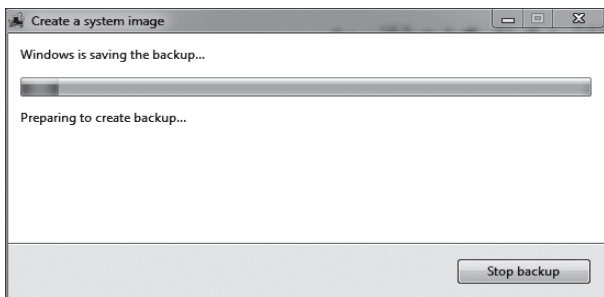 Create a system image
Windows is saving the backup...
Preparing to create backup...
Stop backup